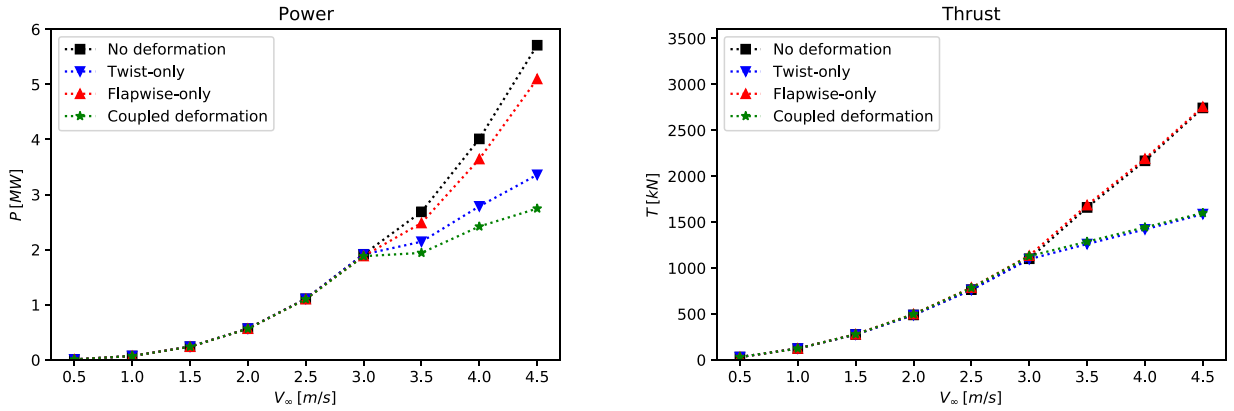 Power
P [MW]
6
5
4
3
2
1
0
No deformation
Twist-only
Flapwise-only
Coupled deformation
0.5 1.0 1.5 2.0 2.5 3.0 3.5 4.0 4.5
V∞ [m/s]
Thrust
T [kN]
3500
3000
2500
2000
1500
1000
500
0
No deformation
Twist-only
Flapwise-only
Coupled deformation
0.5 1.0 1.5 2.0 2.5 3.0 3.5 4.0 4.5
V∞ [m/s]